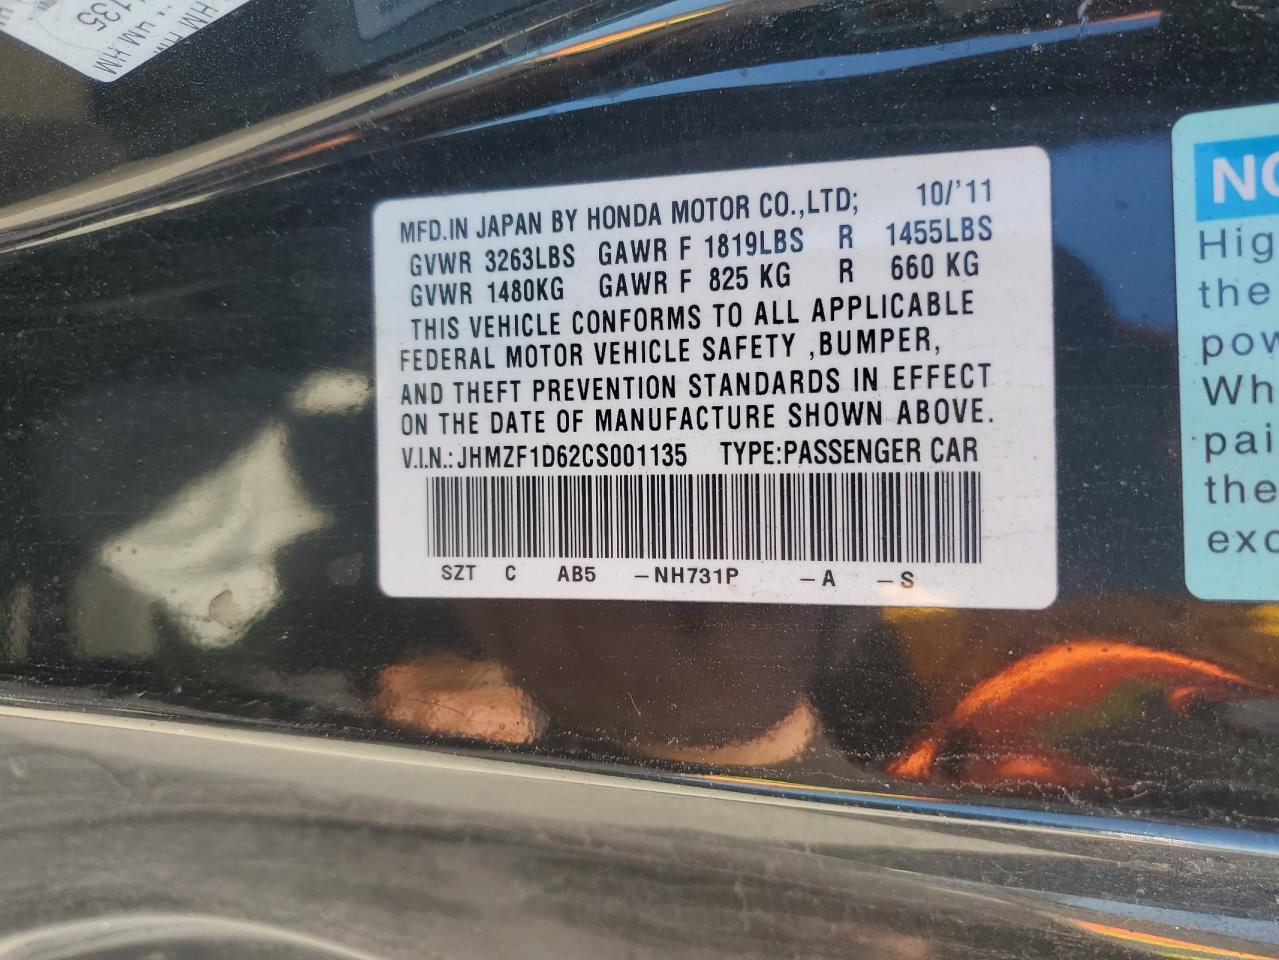 135
HM HM
MFD.IN JAPAN BY HONDA MOTOR CO.,LTD; 10/'11
GVWR 3263LBS GAWR F 1819LBS R 1455LBS
GVWR 1480KG GAWR F 825 KG R 660 KG
THIS VEHICLE CONFORMS TO ALL APPLICABLE
FEDERAL MOTOR VEHICLE SAFETY ,BUMPER,
AND THEFT PREVENTION STANDARDS IN EFFECT
ON THE DATE OF MANUFACTURE SHOWN ABOVE.
V.I.N.:JHMZF1D62CS001135 TYPE:PASSENGER CAR
SZT C AB5 -NH731P -A -S
NO
Hig
the
pow
Wh
pai
the
exc